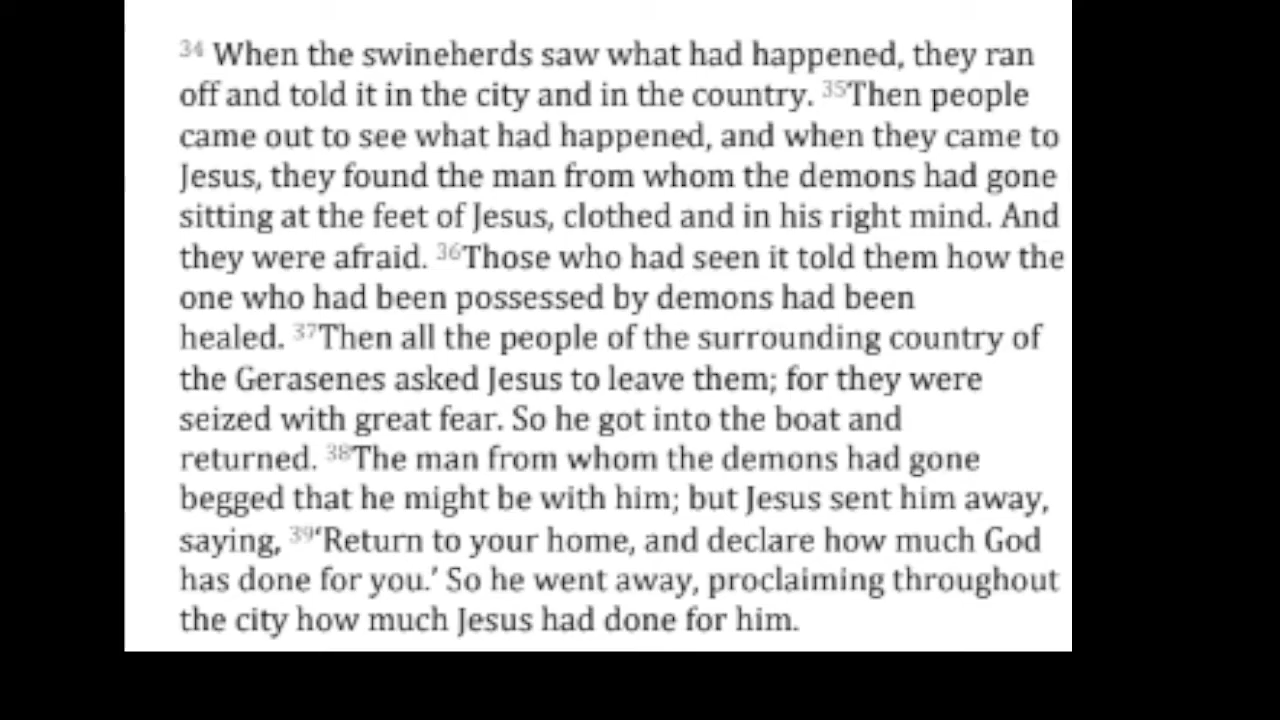 34 When the swineherds saw what had happened, they ran
off and told it in the city and in the country. 35Then people
came out to see what had happened, and when they came to
Jesus, they found the man from whom the demons had gone
sitting at the feet of Jesus, clothed and in his right mind. And
they were afraid. 36Those who had seen it told them how the
one who had been possessed by demons had been
healed. 37Then all the people of the surrounding country of
the Gerasenes asked Jesus to leave them; for they were
seized with great fear. So he got into the boat and
returned. 38The man from whom the demons had gone
begged that he might be with him; but Jesus sent him away,
saying, 39‘Return to your home, and declare how much God
has done for you.’ So he went away, proclaiming throughout
the city how much Jesus had done for him.